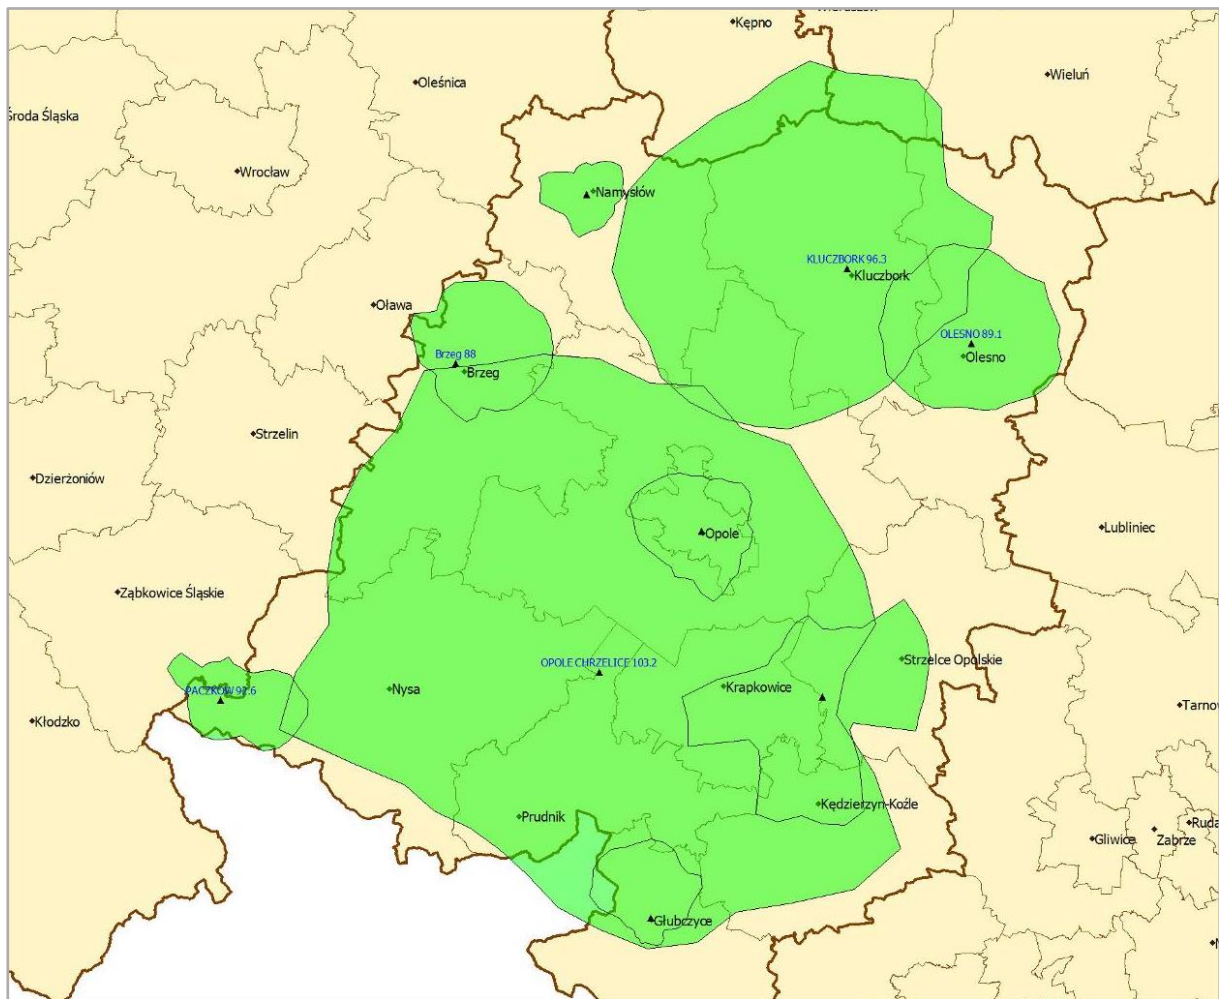 Kępno
Wieluń
Oleśnica
Środa Śląska
Wrocław
Namysłów
KLUCZBORK 96.3
Kluczbork
Oława
OLESNO 89.1
Olesno
Brzeg 88
Brzeg
Strzelin
Dzierżoniów
Lubliniec
Opole
Ząbkowice Śląskie
OPOLE CHRZELICE 103.2
Strzelce Opolskie
Nysa
Krapkowice
Tarno
Kłodzko
Kędzierzyn-Koźle
Prudnik
Ruda
Gliwice
Zabrze
Głubczyce